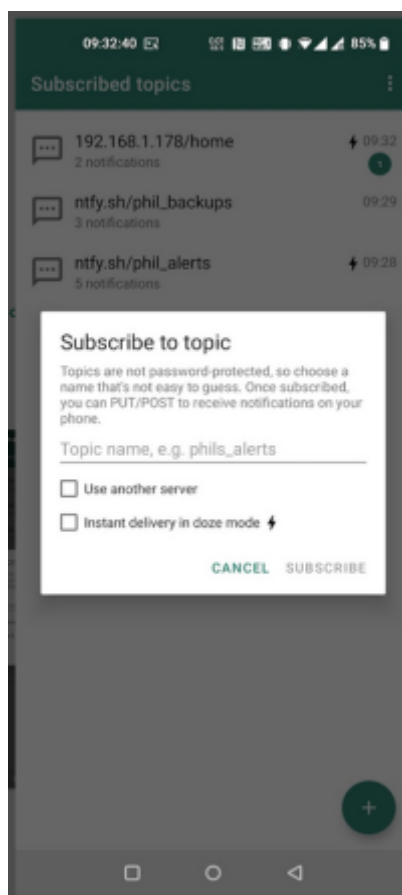 09:32:40
85%
Subscribed topics
192.168.1.178/home
09:32
2 notifications
1
ntfy.sh/phil_backups
09:29
3 notifications
ntfy.sh/phil_alerts
09:28
5 notifications
Subscribe to topic
Topics are not password-protected, so choose a
name that's not easy to guess. Once subscribed,
you can PUT/POST to receive notifications on your
phone.
Topic name, e.g. phils_alerts
Use another server
Instant delivery in doze mode
CANCEL SUBSCRIBE